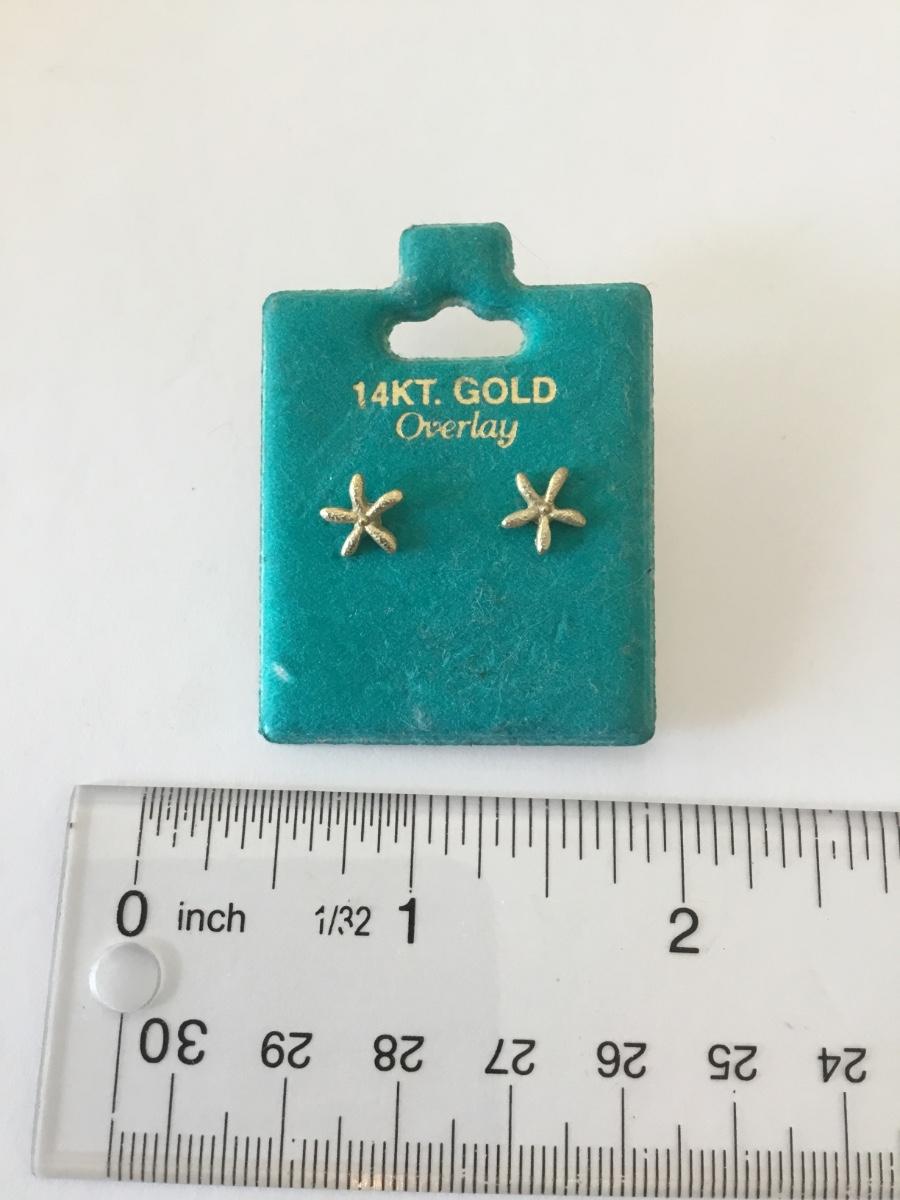 14KT. GOLD
Overlay
0 inch 1/32 1 2
30 29 28 27 26 25 24